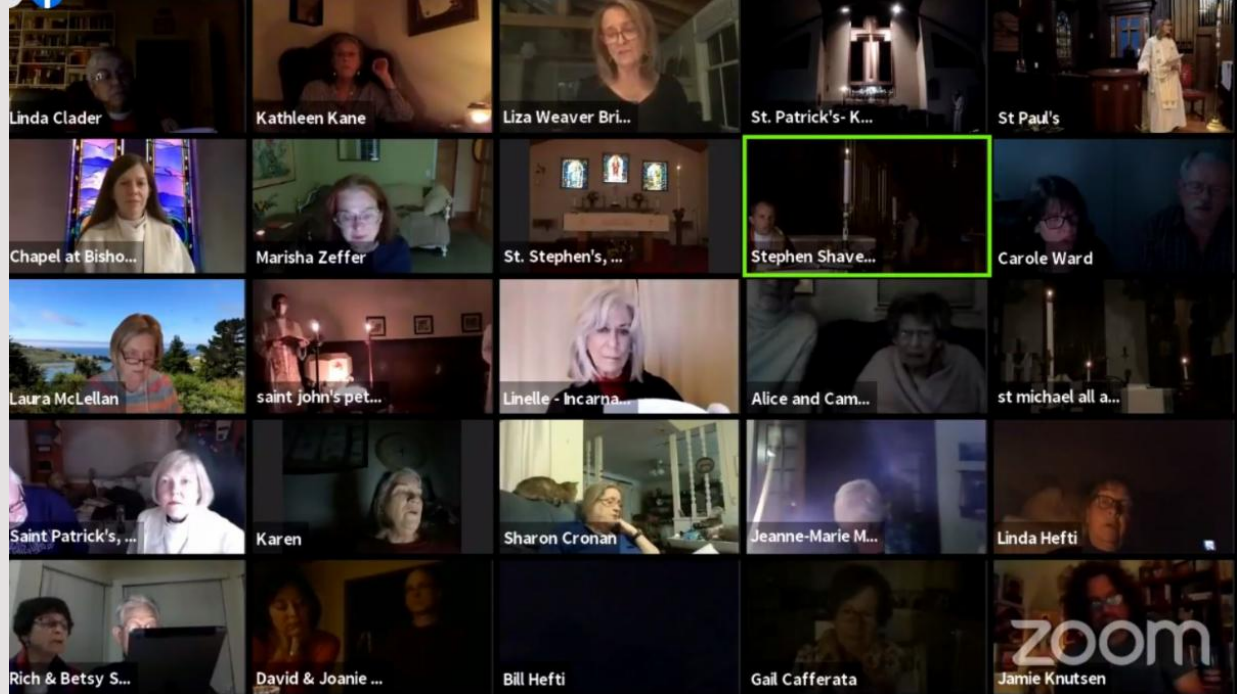 Linda Clader
Kathleen Kane
Liza Weaver Bri...
St. Patrick's- K...
St Paul's
Chapel at Bisho...
Marisha Zeffer
St. Stephen's, ...
Stephen Shave...
Carole Ward
Laura McLellan
saint john's pet...
Linelle - Incarna...
Alice and Cam...
st michael all a...
Saint Patrick's, ...
Karen
Sharon Cronan
Jeanne-Marie M...
Linda Hefti
Rich & Betsy S...
David & Joanie ...
Bill Hefti
Gail Cafferata
Jamie Knutsen
zoom